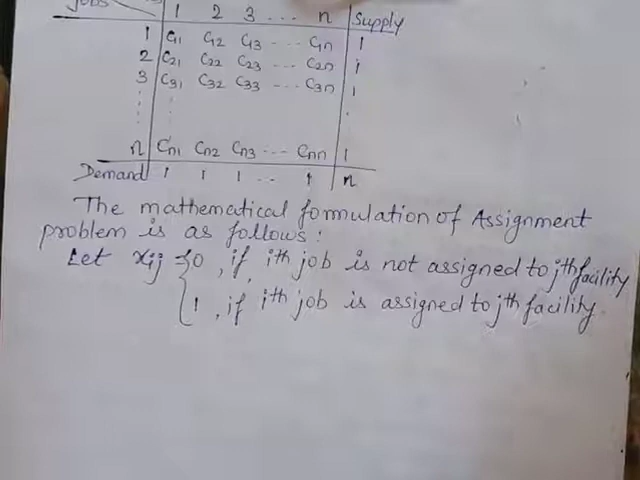 Jobs 1 2 3 .... n Supply
1 C11 C12 C13 ... C1n 1
2 C21 C22 C23 ... C2n 1
3 C31 C32 C33 ... C3n 1
n Cn1 Cn2 Cn3 ... Cnn 1
Demand 1 1 1 ... 1 n
The mathematical formulation of Assignment
problem is as follows:
Let xij {0, if ith job is not assigned to jth facility
1, if ith job is assigned to jth facility.